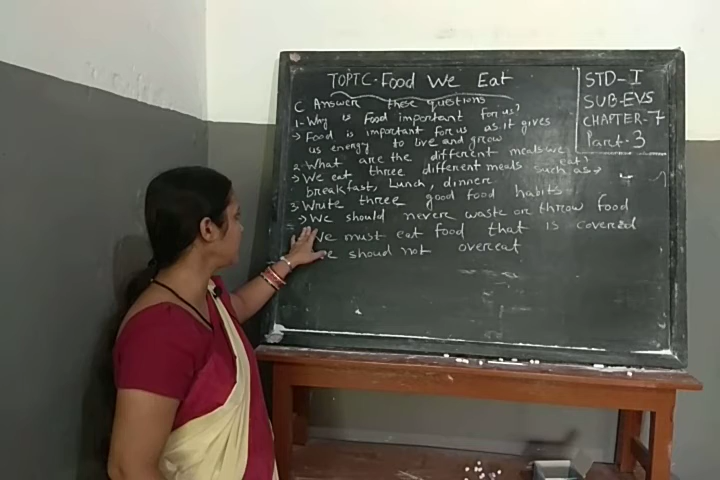 TOPTC-Food We Eat
C Answer these questions
1-Why is Food important for us?
→ Food is important for us as it gives
us energy to live and grow
2-What are the different meals we eat?
→ We eat three different meals such as→
breakfast, Lunch, dinner
3. Write three good food habits
→ We should never waste or throw food
We must eat food that is covered
shoud not overeat
STD-I
SUB-EVS
CHAPTER-7
Part-3